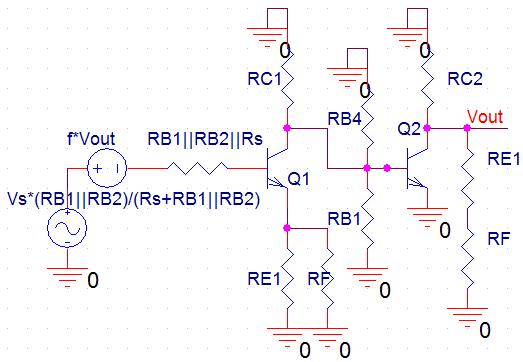 0 0 0
RC1 RB4 RC2
Vout
f*Vout RB1||RB2||Rs Q2
RE1
Vs*(RB1||RB2)/(Rs+RB1||RB2) Q1
RB1
0
RE1 RF RF
0 0
0 0 0